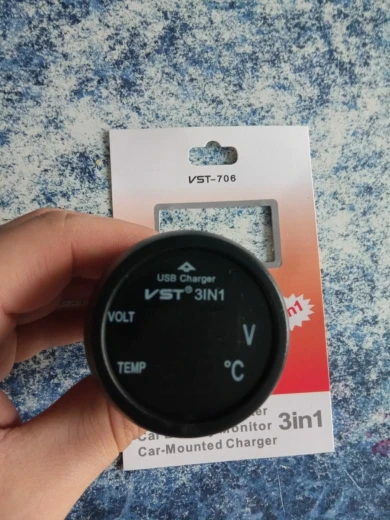 VST-706
USB Charger
VST® 3IN1
VOLT
V
TEMP
°C
3in1
Car-Mounted Charger